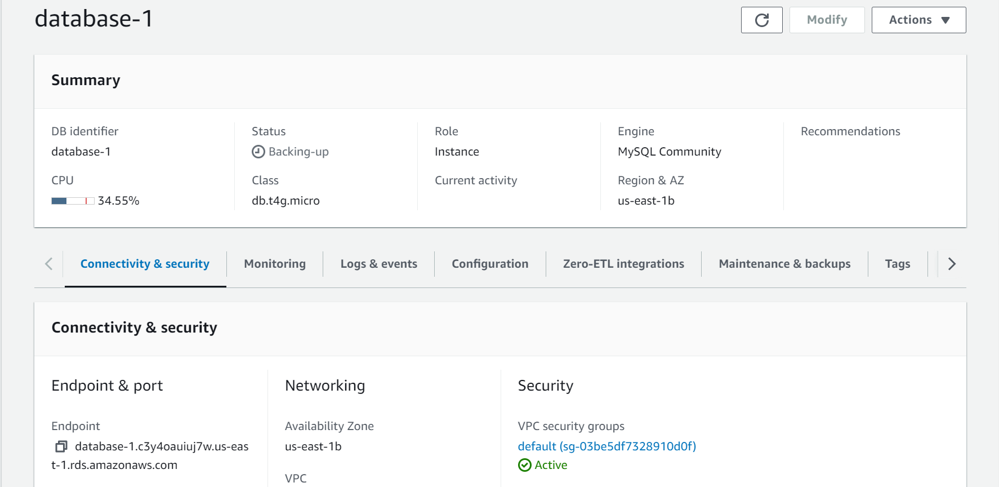 database-1
Modify
Actions
Summary
DB identifier
database-1
Status
Backing-up
Role
Instance
Engine
MySQL Community
Recommendations
CPU
34.55%
Class
db.t4g.micro
Current activity
Region & AZ
us-east-1b
Connectivity & security
Monitoring
Logs & events
Configuration
Zero-ETL integrations
Maintenance & backups
Tags
Connectivity & security
Endpoint & port
Endpoint
database-1.c3y4oauiuj7w.us-eas
t-1.rds.amazonaws.com
Networking
Availability Zone
us-east-1b
VPC
Security
VPC security groups
default (sg-03be5df7328910d0f)
Active